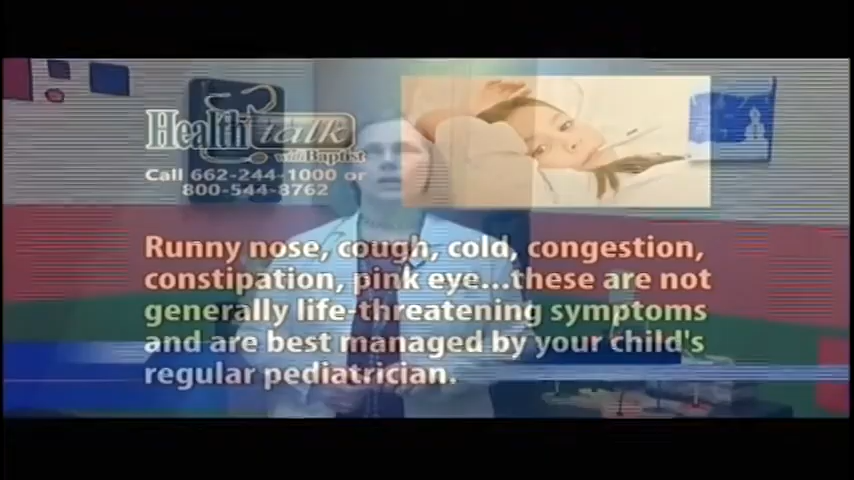 Health talk
with Baptist
Call 662-244-1000 or
800-544-8762
Runny nose, cough, cold, congestion,
constipation, pink eye...these are not
generally life-threatening symptoms
and are best managed by your child's
regular pediatrician.